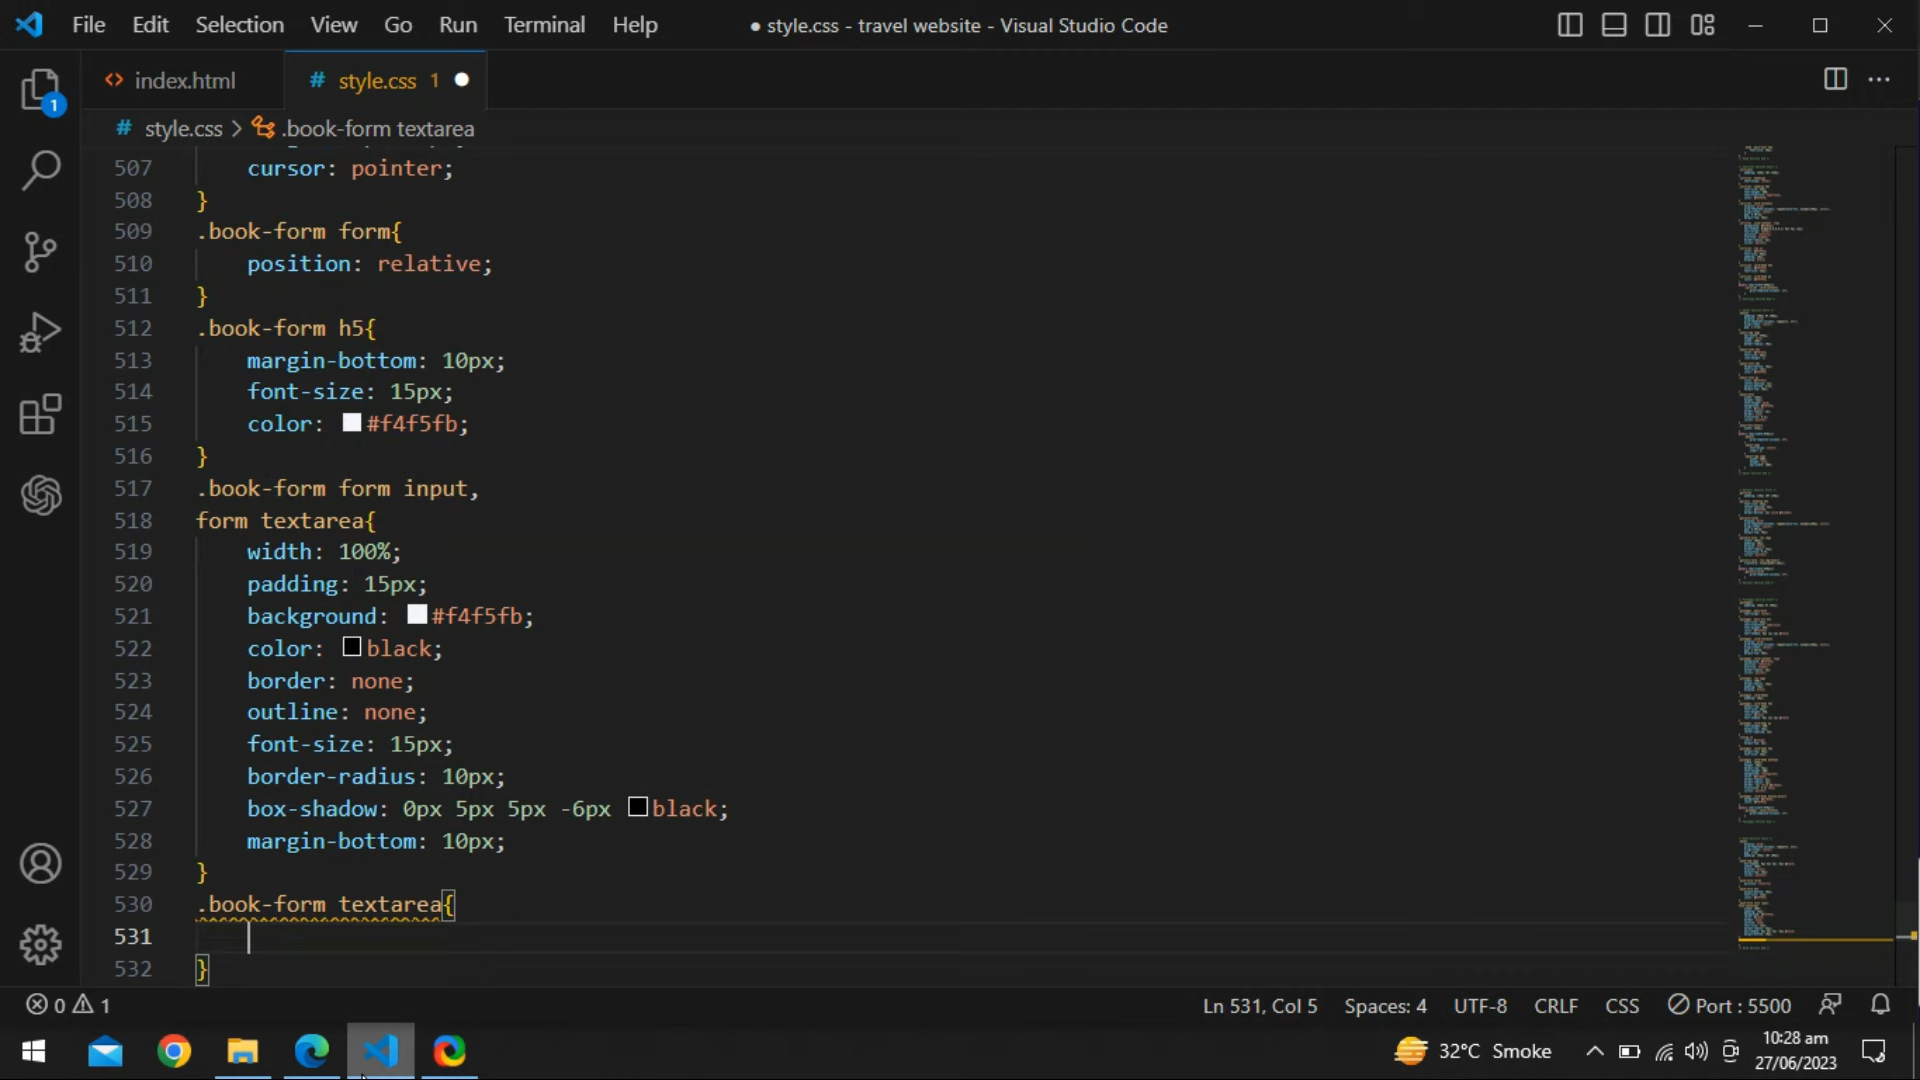 File Edit Selection View Go Run Terminal Help ● style.css - travel website - Visual Studio Code
<> index.html # style.css 1 ●
# style.css > .book-form textarea
507 cursor: pointer;
508 }
509 .book-form form{
510 position: relative;
511 }
512 .book-form h5{
513 margin-bottom: 10px;
514 font-size: 15px;
515 color: #f4f5fb;
516 }
517 .book-form form input,
518 form textarea{
519 width: 100%;
520 padding: 15px;
521 background: #f4f5fb;
522 color: black;
523 border: none;
524 outline: none;
525 font-size: 15px;
526 border-radius: 10px;
527 box-shadow: 0px 5px 5px -6px black;
528 margin-bottom: 10px;
529 }
530 .book-form textarea{
531
532 }
1
0 1 Ln 531, Col 5 Spaces: 4 UTF-8 CRLF CSS Port : 5500
32°C Smoke 10:28 am
27/06/2023